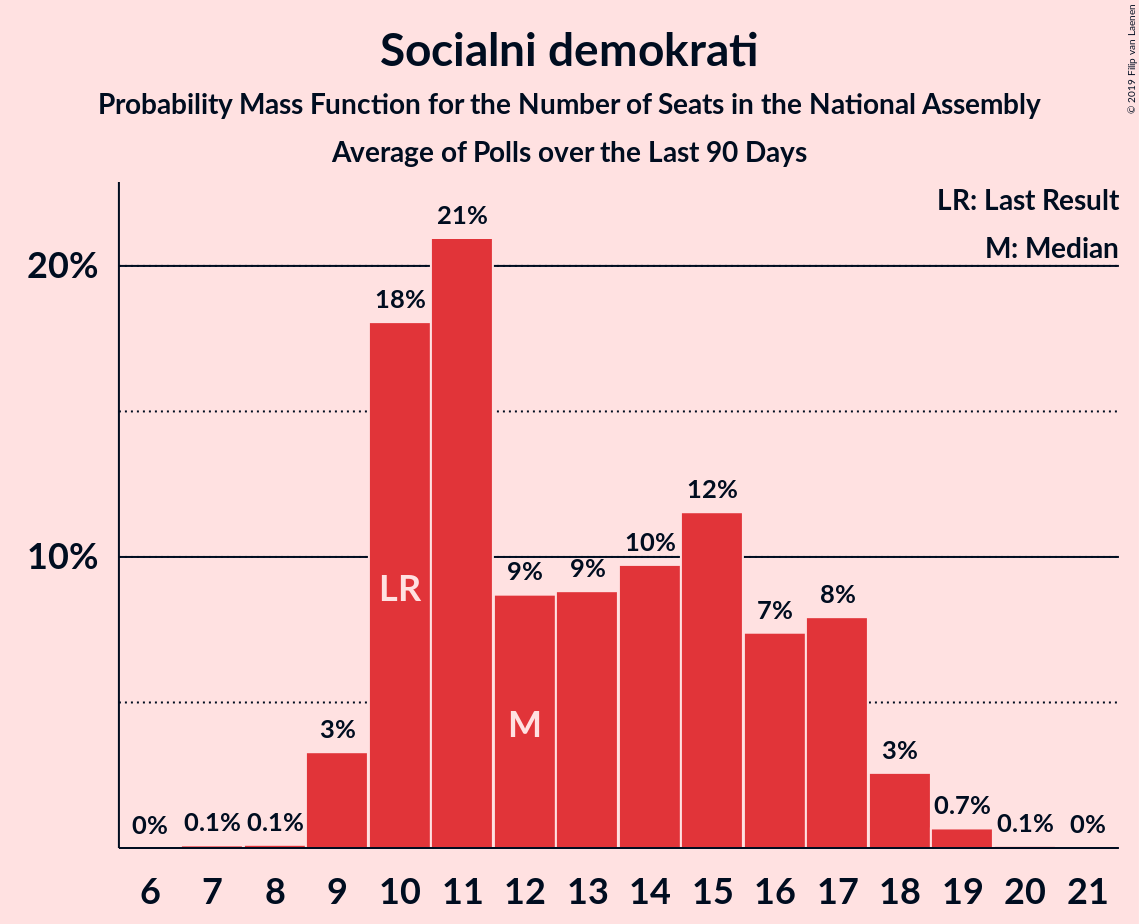 Socialni demokrati
Probability Mass Function for the Number of Seats in the National Assembly
Average of Polls over the Last 90 Days
© 2019 Filip van Laenen
LR: Last Result
M: Median
20%
10%
0%
0.1%
0.1%
3%
18%
21%
9%
9%
10%
12%
7%
8%
3%
0.7%
0.1%
0%
LR
M
6 7 8 9 10 11 12 13 14 15 16 17 18 19 20 21